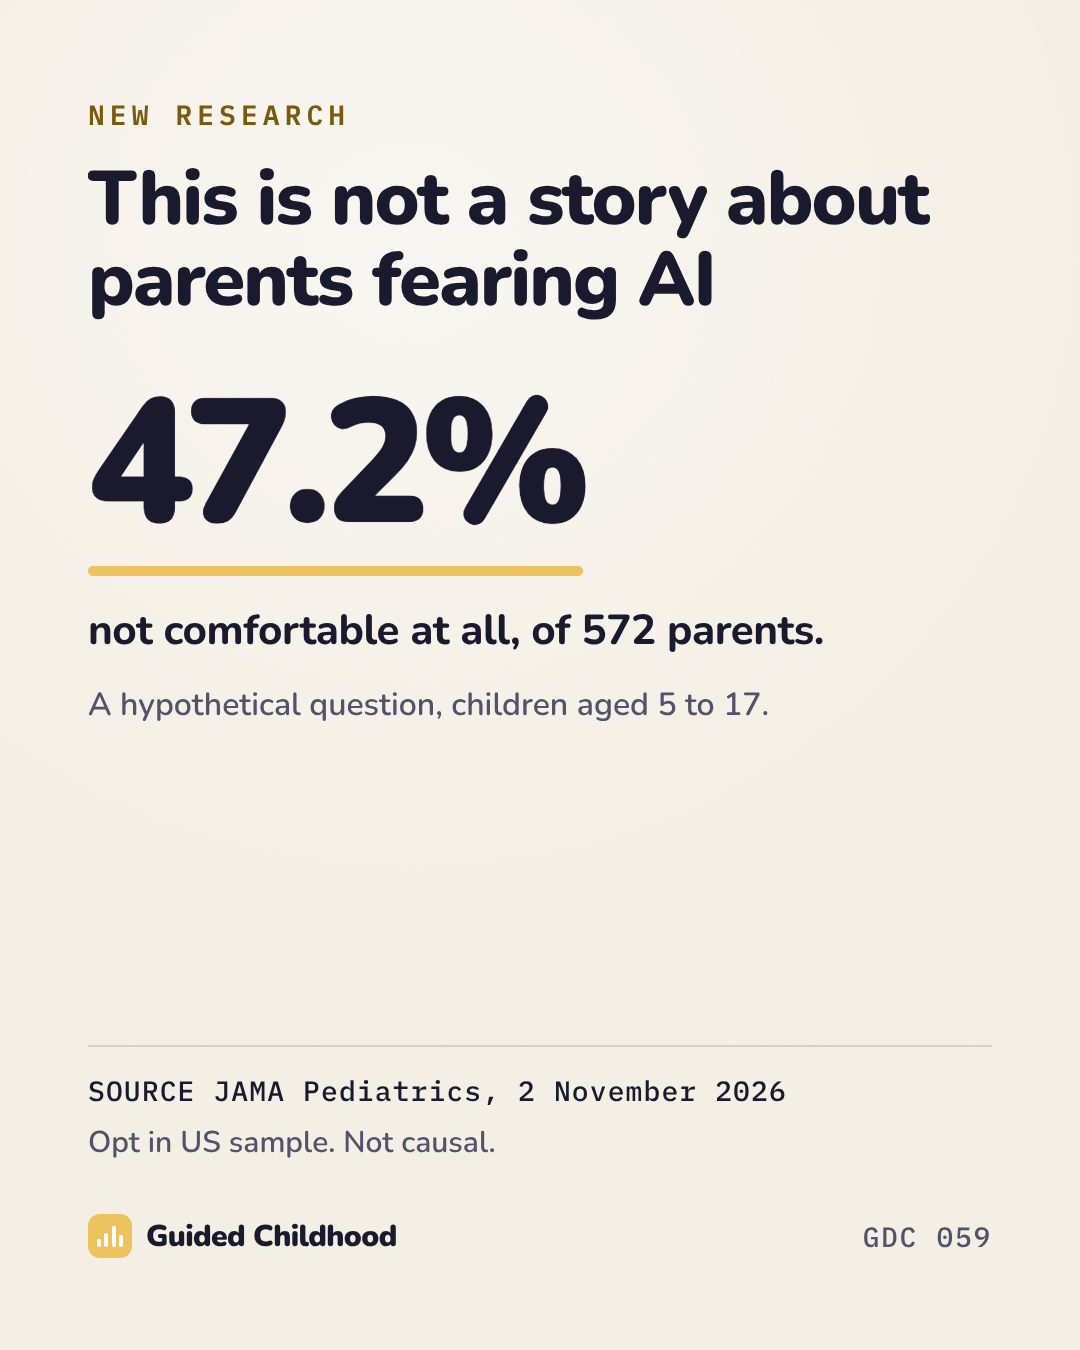 NEW RESEARCH
This is not a story about
parents fearing AI
47.2%
not comfortable at all, of 572 parents.
A hypothetical question, children aged 5 to 17.
SOURCE JAMA Pediatrics, 2 November 2026
Opt in US sample. Not causal.
Guided Childhood
GDC 059